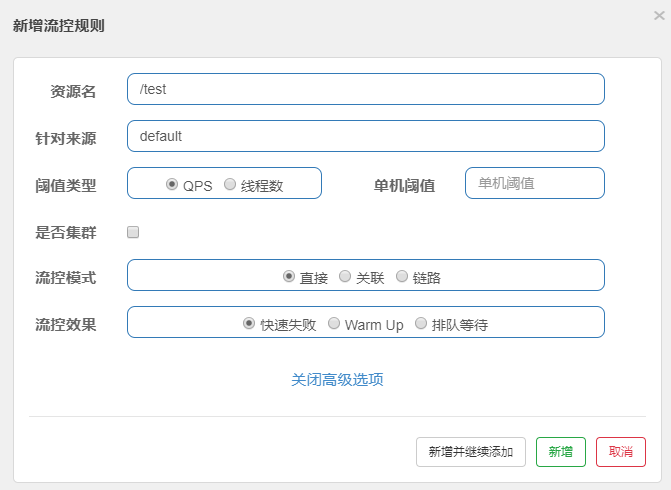 新增流控规则
×
资源名 /test
针对来源 default
阈值类型 QPS 线程数 单机阈值 单机阈值
是否集群
流控模式 直接 关联 链路
流控效果 快速失败 Warm Up 排队等待
关闭高级选项
新增并继续添加 新增 取消